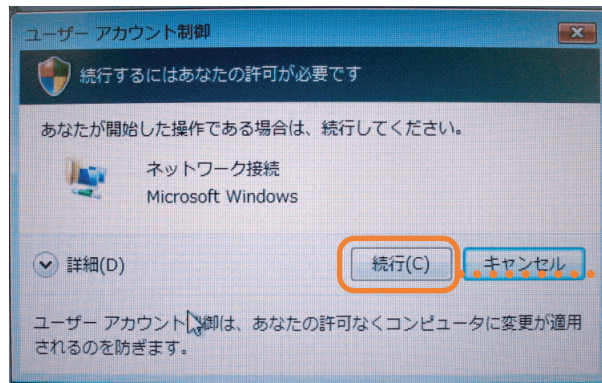 ユーザー アカウント制御
続行するにはあなたの許可が必要です
あなたが開始した操作である場合は、続行してください。
ネットワーク接続
Microsoft Windows
詳細(D)
続行(C)
キャンセル
ユーザー アカウント制御は、あなたの許可なくコンピュータに変更が適用
されるのを防ぎます。